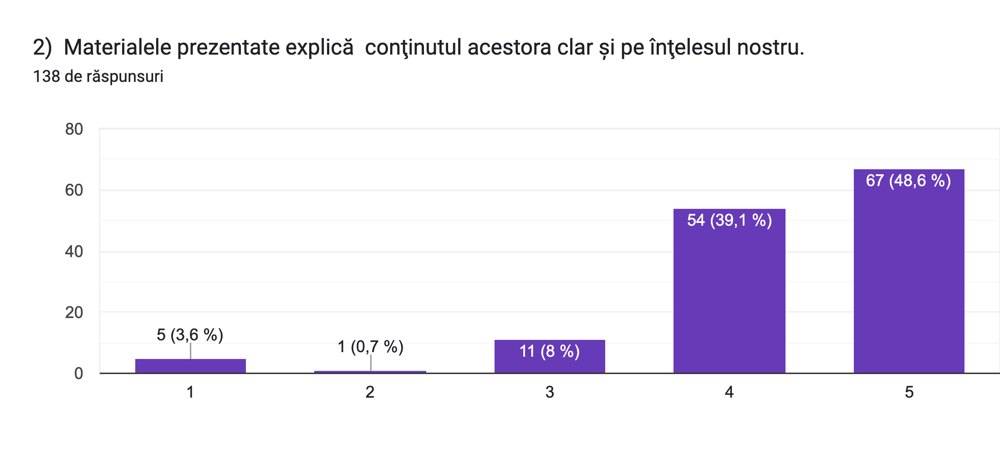 2)  Materialele prezentate explică  conţinutul acestora clar și pe înţelesul nostru.
138 de răspunsuri
80
60
40
20
0
5 (3,6 %)
1 (0,7 %)
11 (8 %)
54 (39,1 %)
67 (48,6 %)
1
2
3
4
5